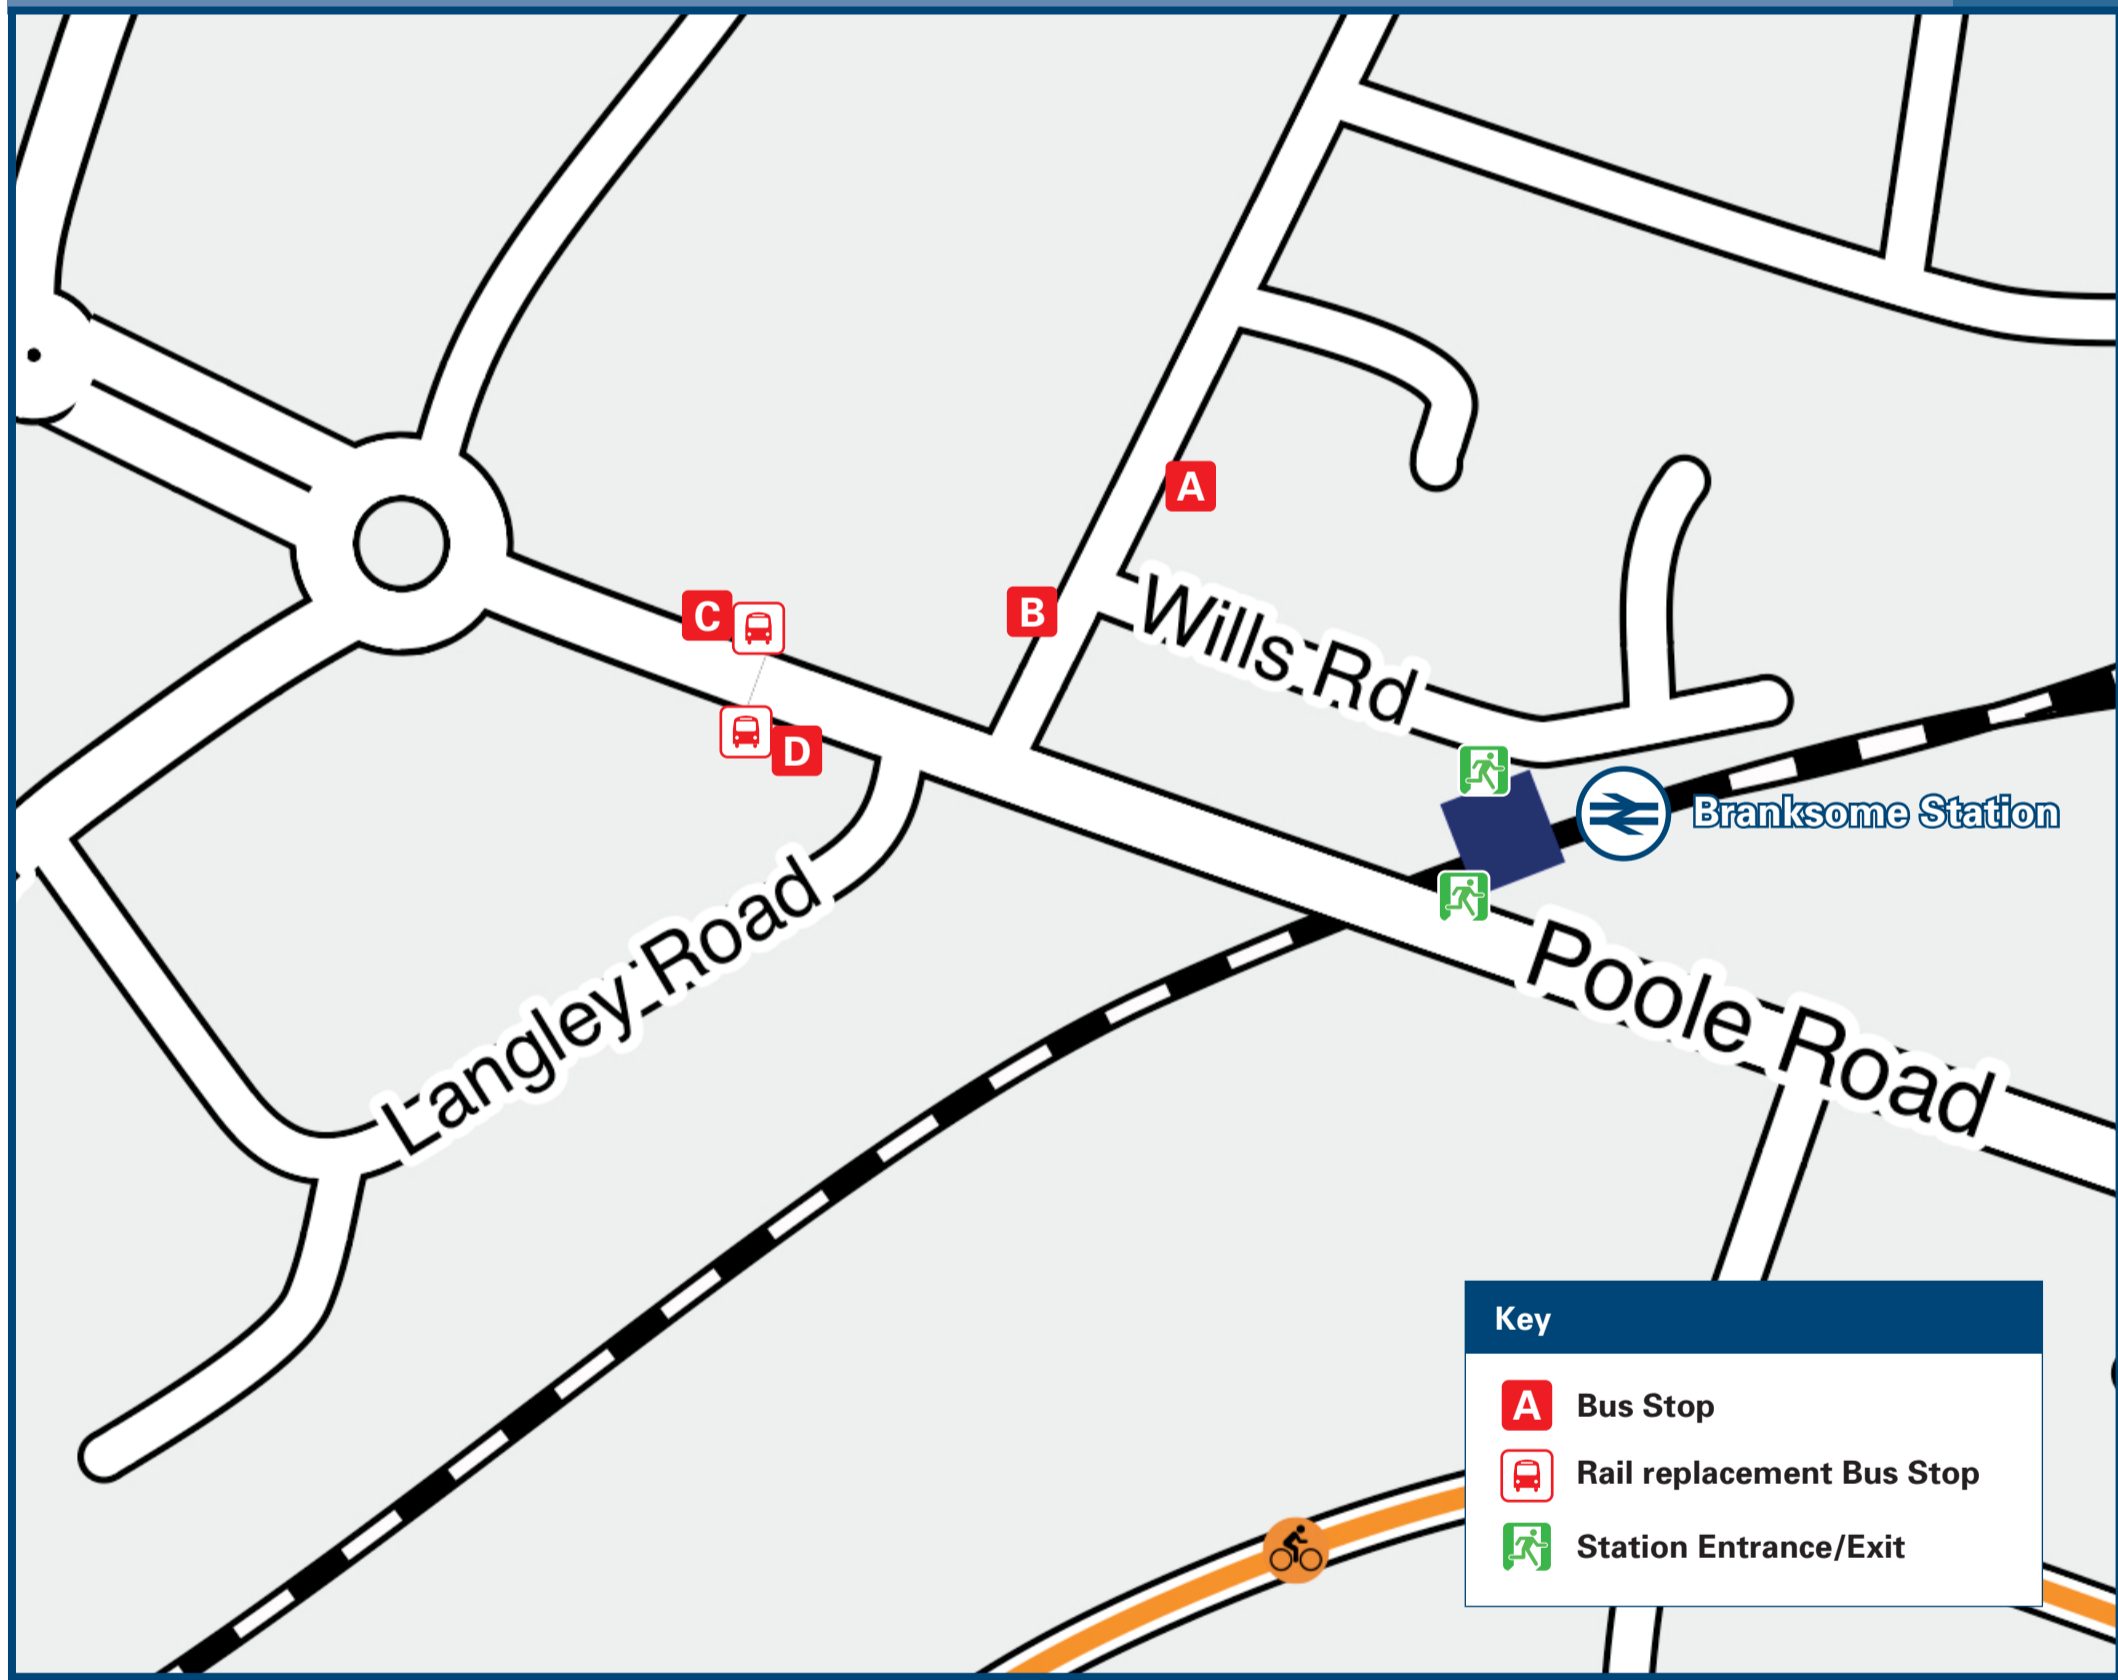 A
B
Wills Rd
C
D
Branksome Station
Langley Road
Poole Road
Key
A Bus Stop
Rail replacement Bus Stop
Station Entrance/Exit